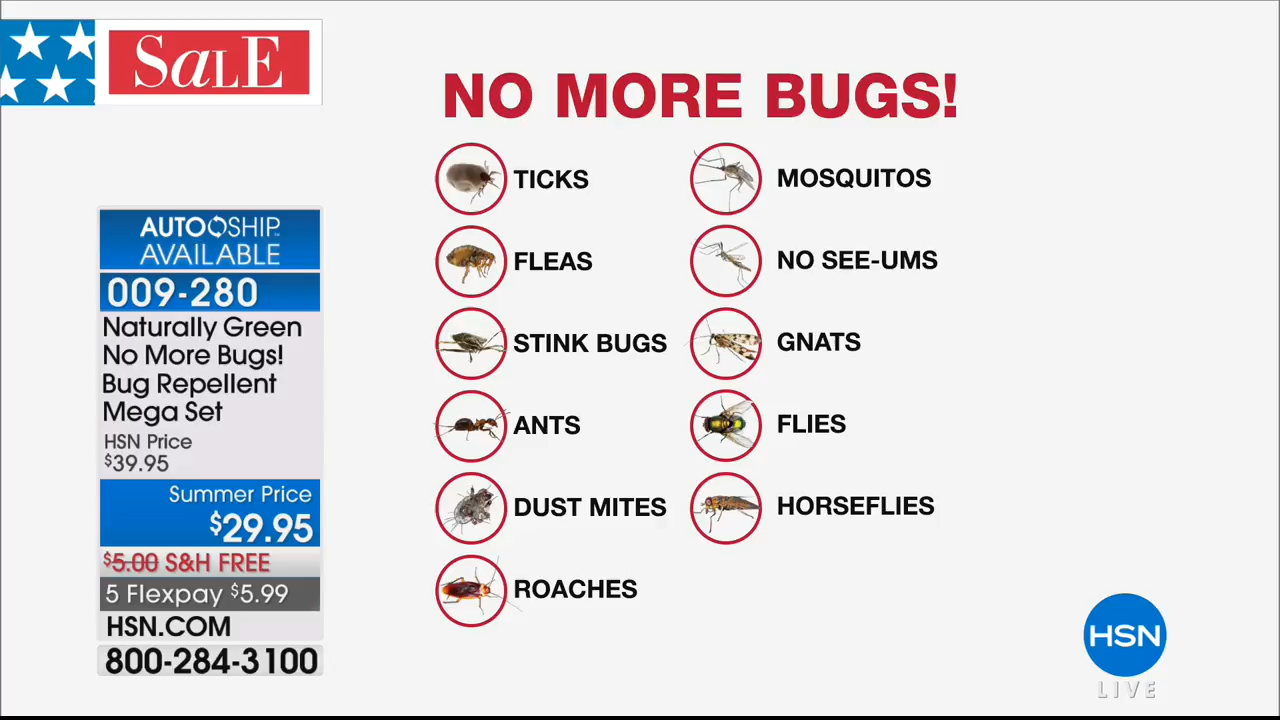 SaLE
NO MORE BUGS!
TICKS
MOSQUITOS
FLEAS
NO SEE-UMS
STINK BUGS
GNATS
ANTS
FLIES
DUST MITES
HORSEFLIES
ROACHES
AUTO SHIP™
AVAILABLE
009-280
Naturally Green
No More Bugs!
Bug Repellent
Mega Set
HSN Price
$39.95
Summer Price
$29.95
$5.00 S&H FREE
5 Flexpay $5.99
HSN.COM
800-284-3100
HSN
LIVE